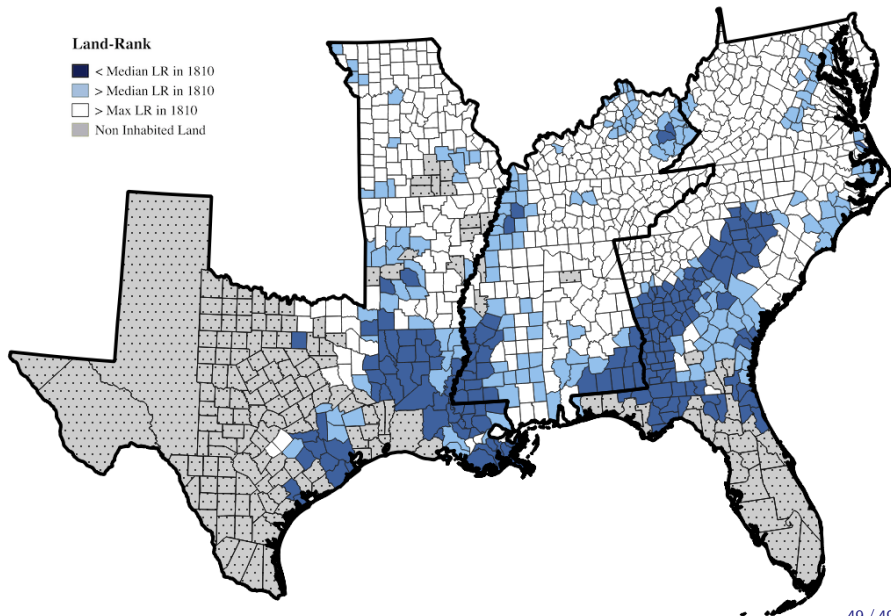 Land-Rank
< Median LR in 1810
> Median LR in 1810
> Max LR in 1810
Non Inhabited Land